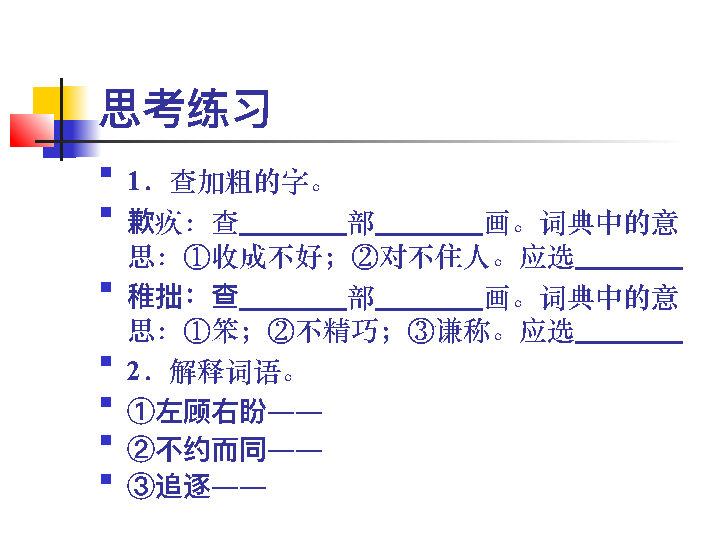 思考练习
1．查加粗的字。
歉疚：查________部________画。词典中的意
思：①收成不好；②对不住人。应选________
稚拙：查________部________画。词典中的意
思：①笨；②不精巧；③谦称。应选________
2．解释词语。
①左顾右盼——
②不约而同——
③追逐——